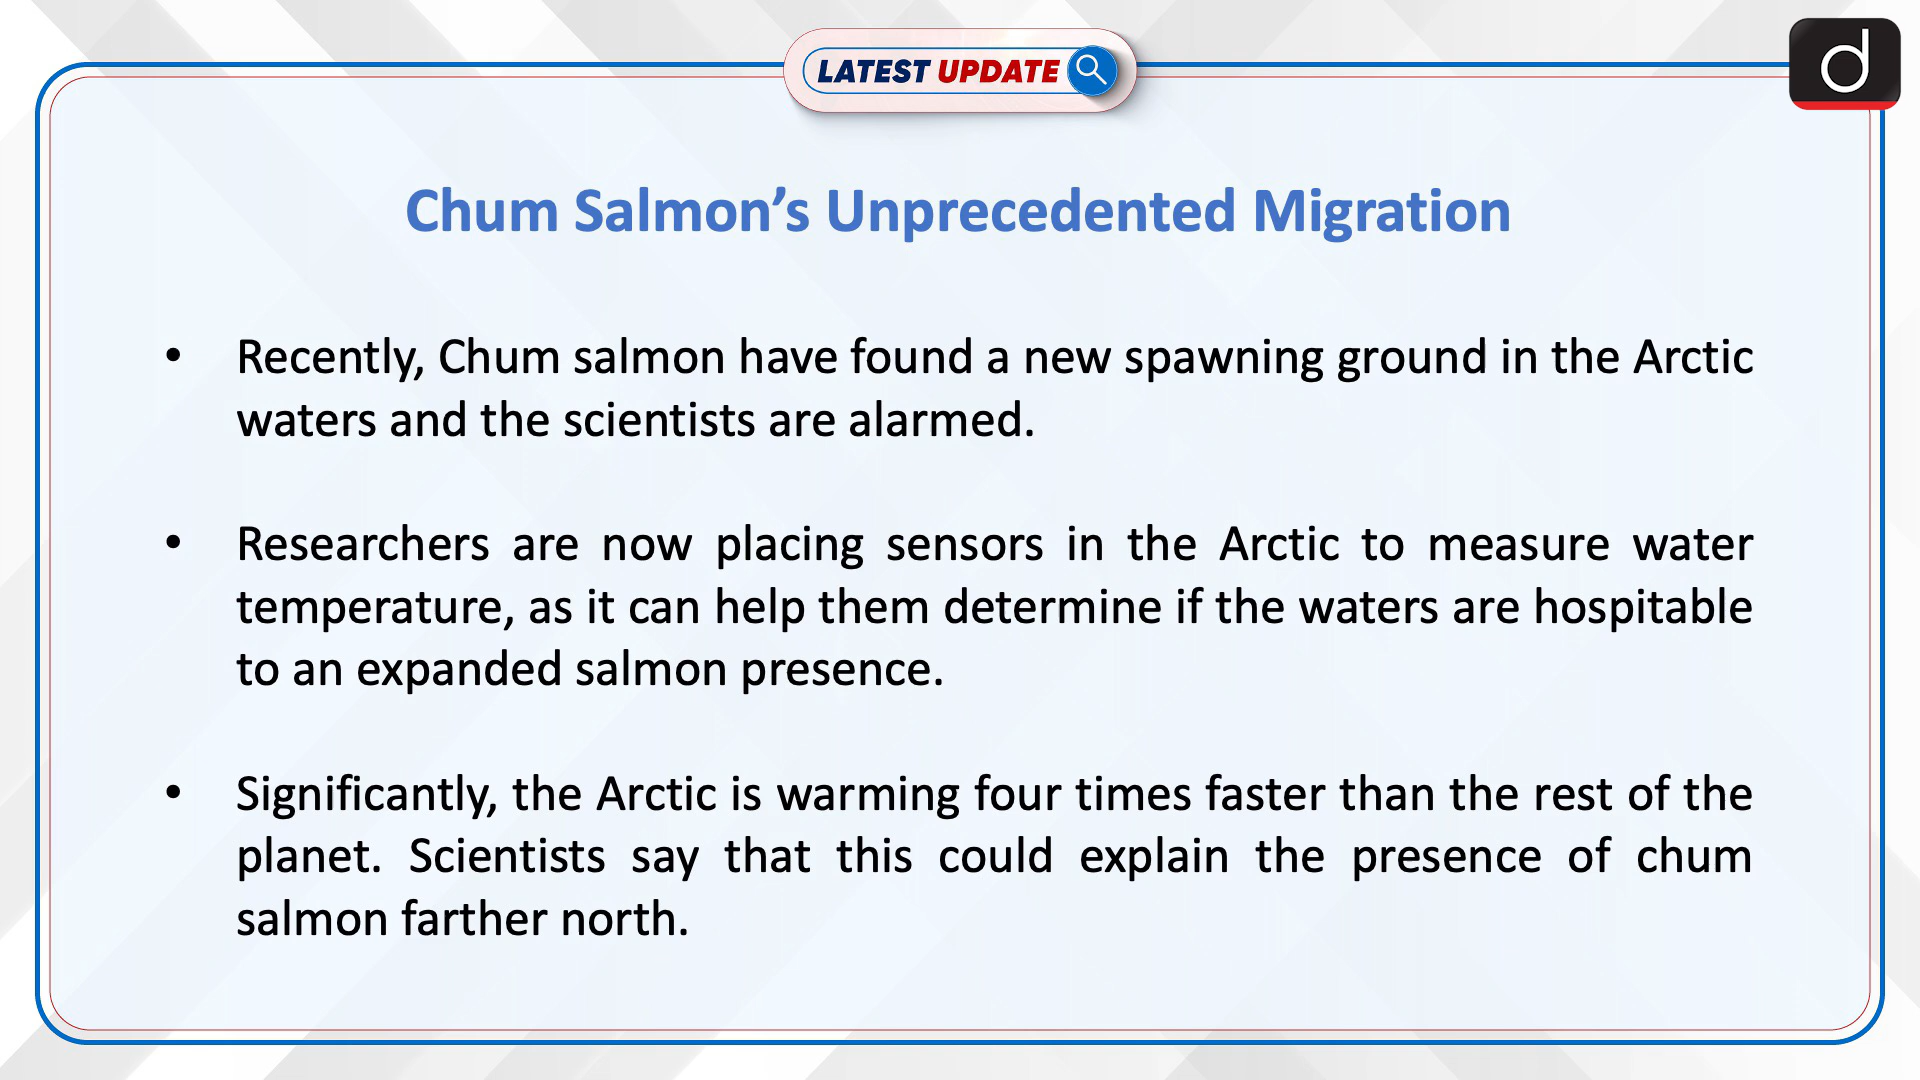 LATEST UPDATE
d
Chum Salmon’s Unprecedented Migration
• Recently, Chum salmon have found a new spawning ground in the Arctic
waters and the scientists are alarmed.
• Researchers are now placing sensors in the Arctic to measure water
temperature, as it can help them determine if the waters are hospitable
to an expanded salmon presence.
• Significantly, the Arctic is warming four times faster than the rest of the
planet. Scientists say that this could explain the presence of chum
salmon farther north.